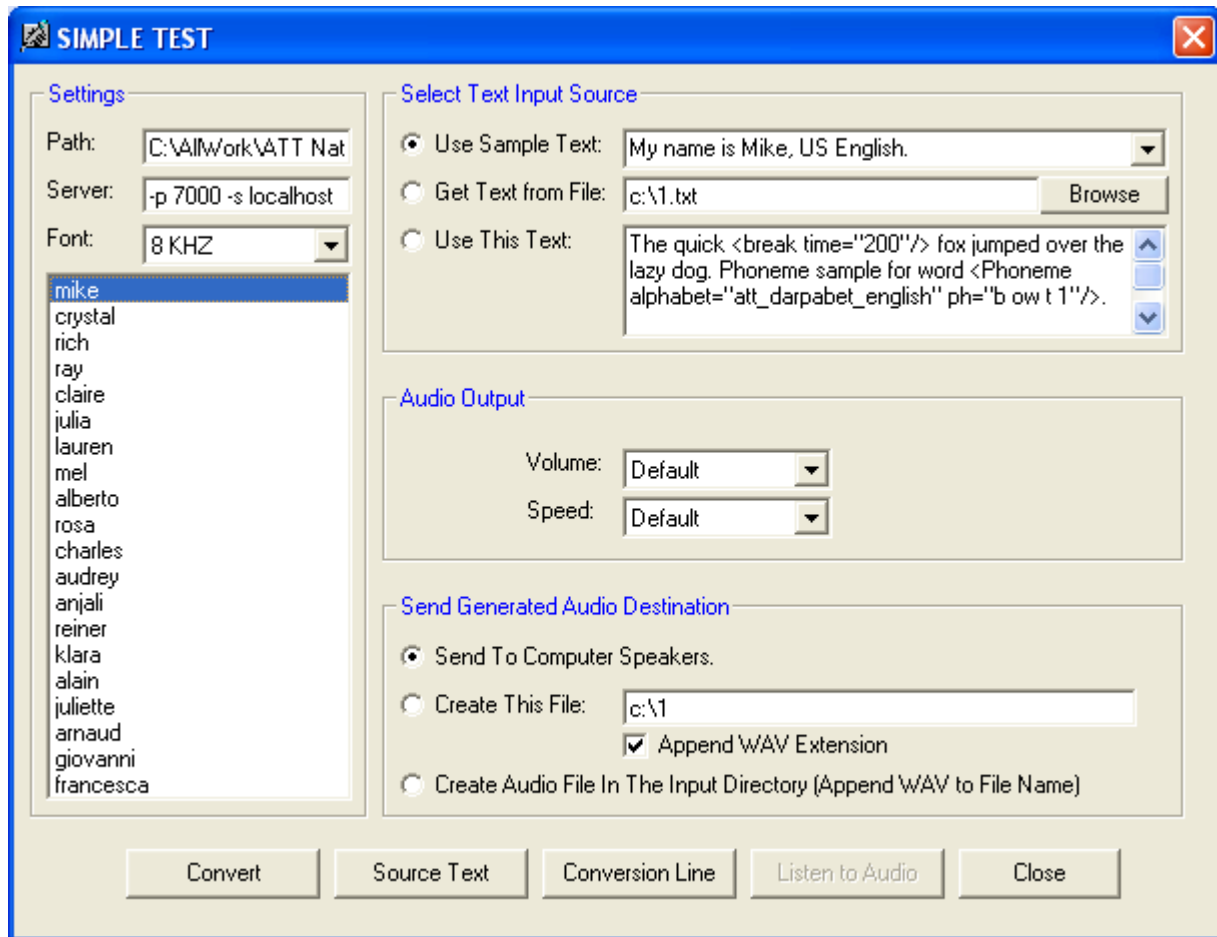 SIMPLE TEST
Settings
Path: C:\AllWork\ATT Nat
Server: -p 7000 -s localhost
Font: 8 KHZ
mike
crystal
rich
ray
claire
julia
lauren
mel
alberto
rosa
charles
audrey
anjali
reiner
klara
alain
juliette
arnaud
giovanni
francesca
Select Text Input Source
Use Sample Text: My name is Mike, US English.
Get Text from File: c:\1.txt Browse
Use This Text: The quick <break time="200"/> fox jumped over the
lazy dog. Phoneme sample for word <Phoneme
alphabet="att_darpabet_english" ph="b ow t 1"/>.
Audio Output
Volume: Default
Speed: Default
Send Generated Audio Destination
Send To Computer Speakers.
Create This File: c:\1
Append WAV Extension
Create Audio File In The Input Directory (Append WAV to File Name)
Convert Source Text Conversion Line Listen to Audio Close